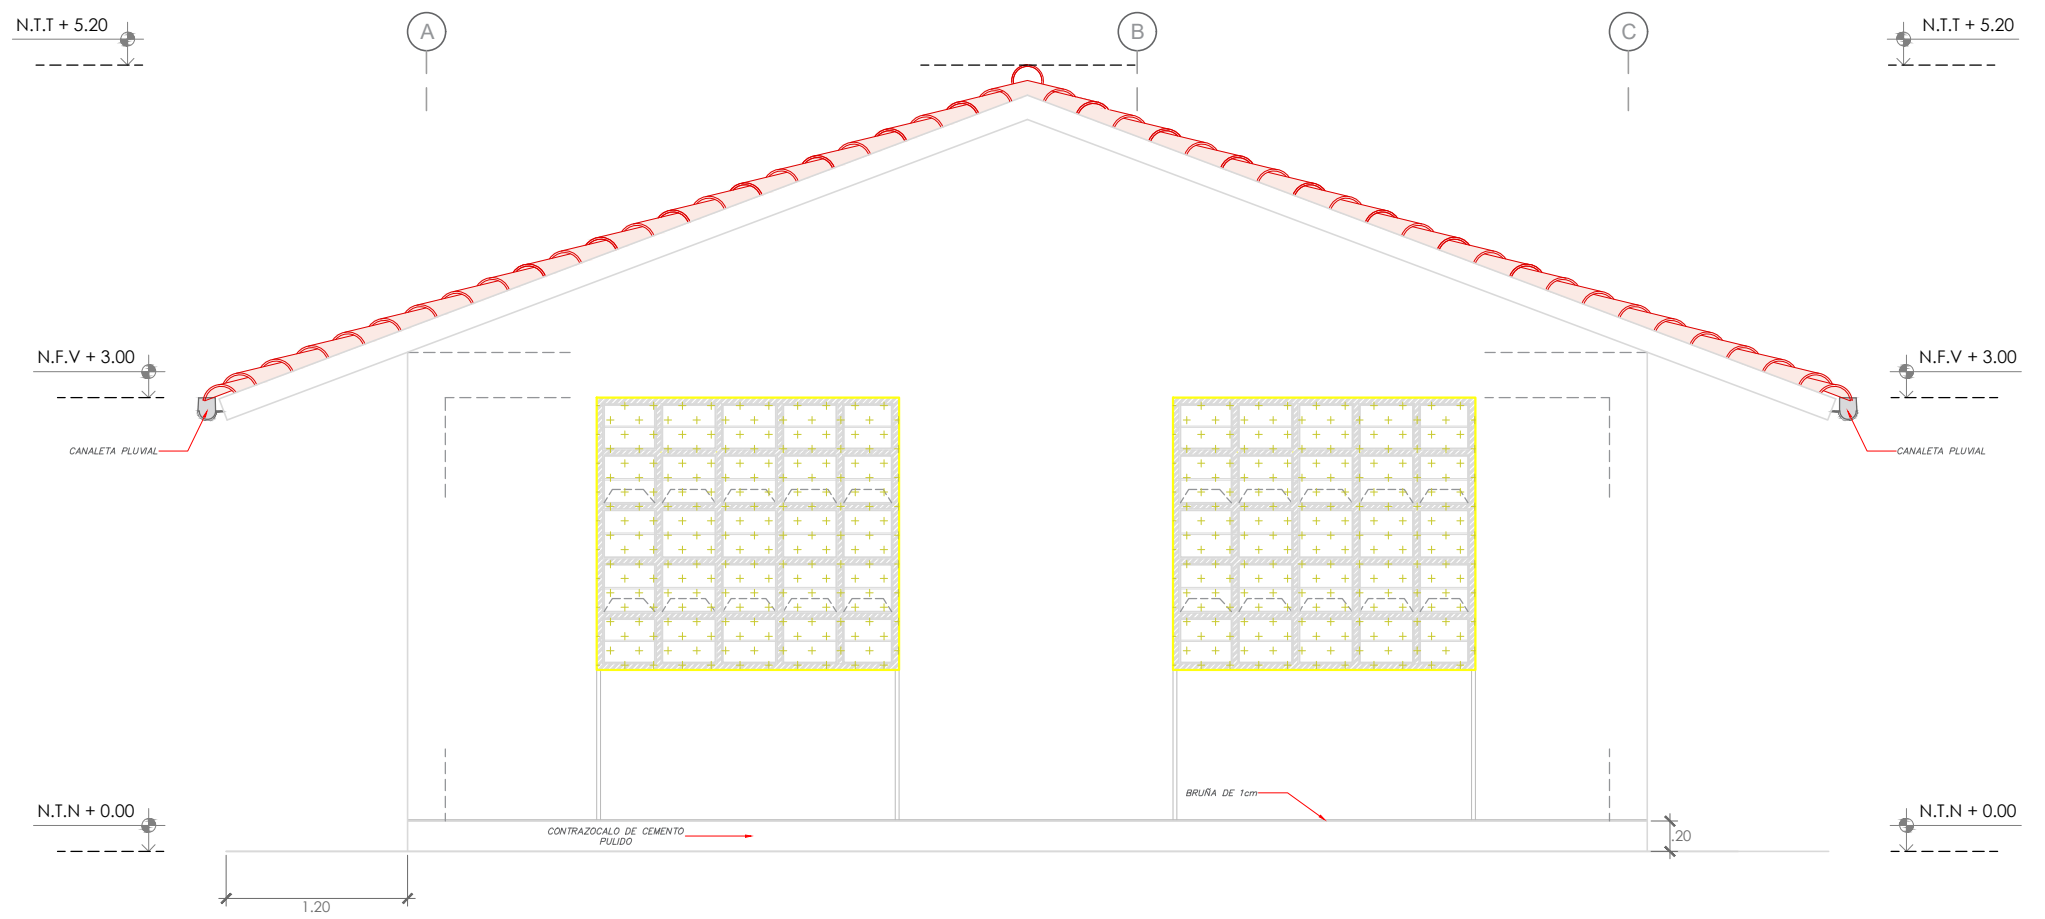 N.T.T + 5.20
A
B
C
N.T.T + 5.20
N.F.V + 3.00
N.F.V + 3.00
CANALETA PLUVIAL
CANALETA PLUVIAL
BRUÑA DE 1cm
N.T.N + 0.00
N.T.N + 0.00
CONTRAZOCALO DE CEMENTO
PULIDO
.20
1.20